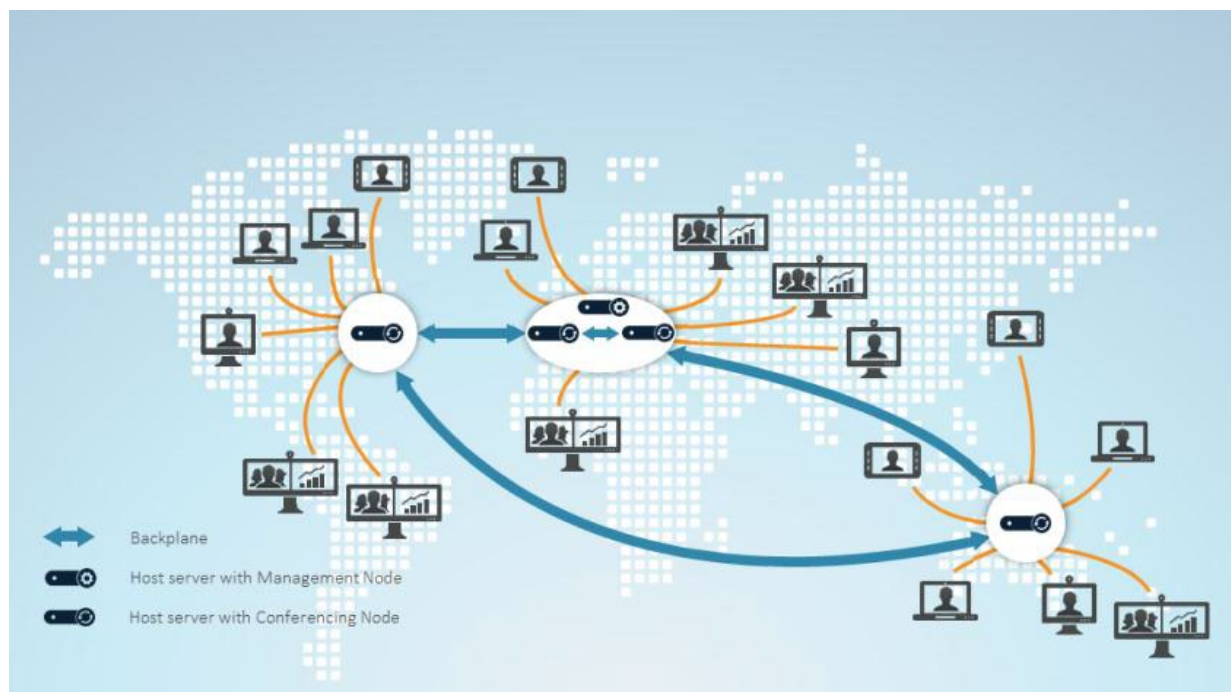 Backplane
Host server with Management Node
Host server with Conferencing Node